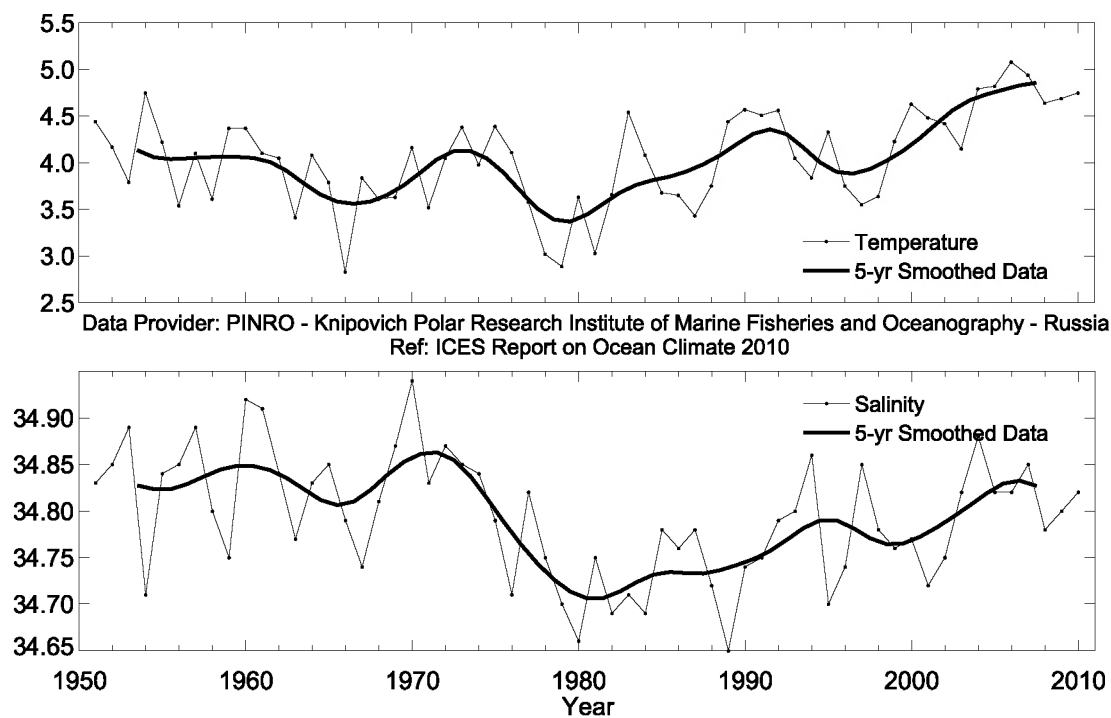 5.5
5.0
4.5
4.0
3.5
3.0
2.5
Temperature
5-yr Smoothed Data
Data Provider: PINRO - Knipovich Polar Research Institute of Marine Fisheries and Oceanography - Russia
Ref: ICES Report on Ocean Climate 2010
34.90
34.85
34.80
34.75
34.70
34.65
Salinity
5-yr Smoothed Data
1950 1960 1970 1980 1990 2000 2010
Year